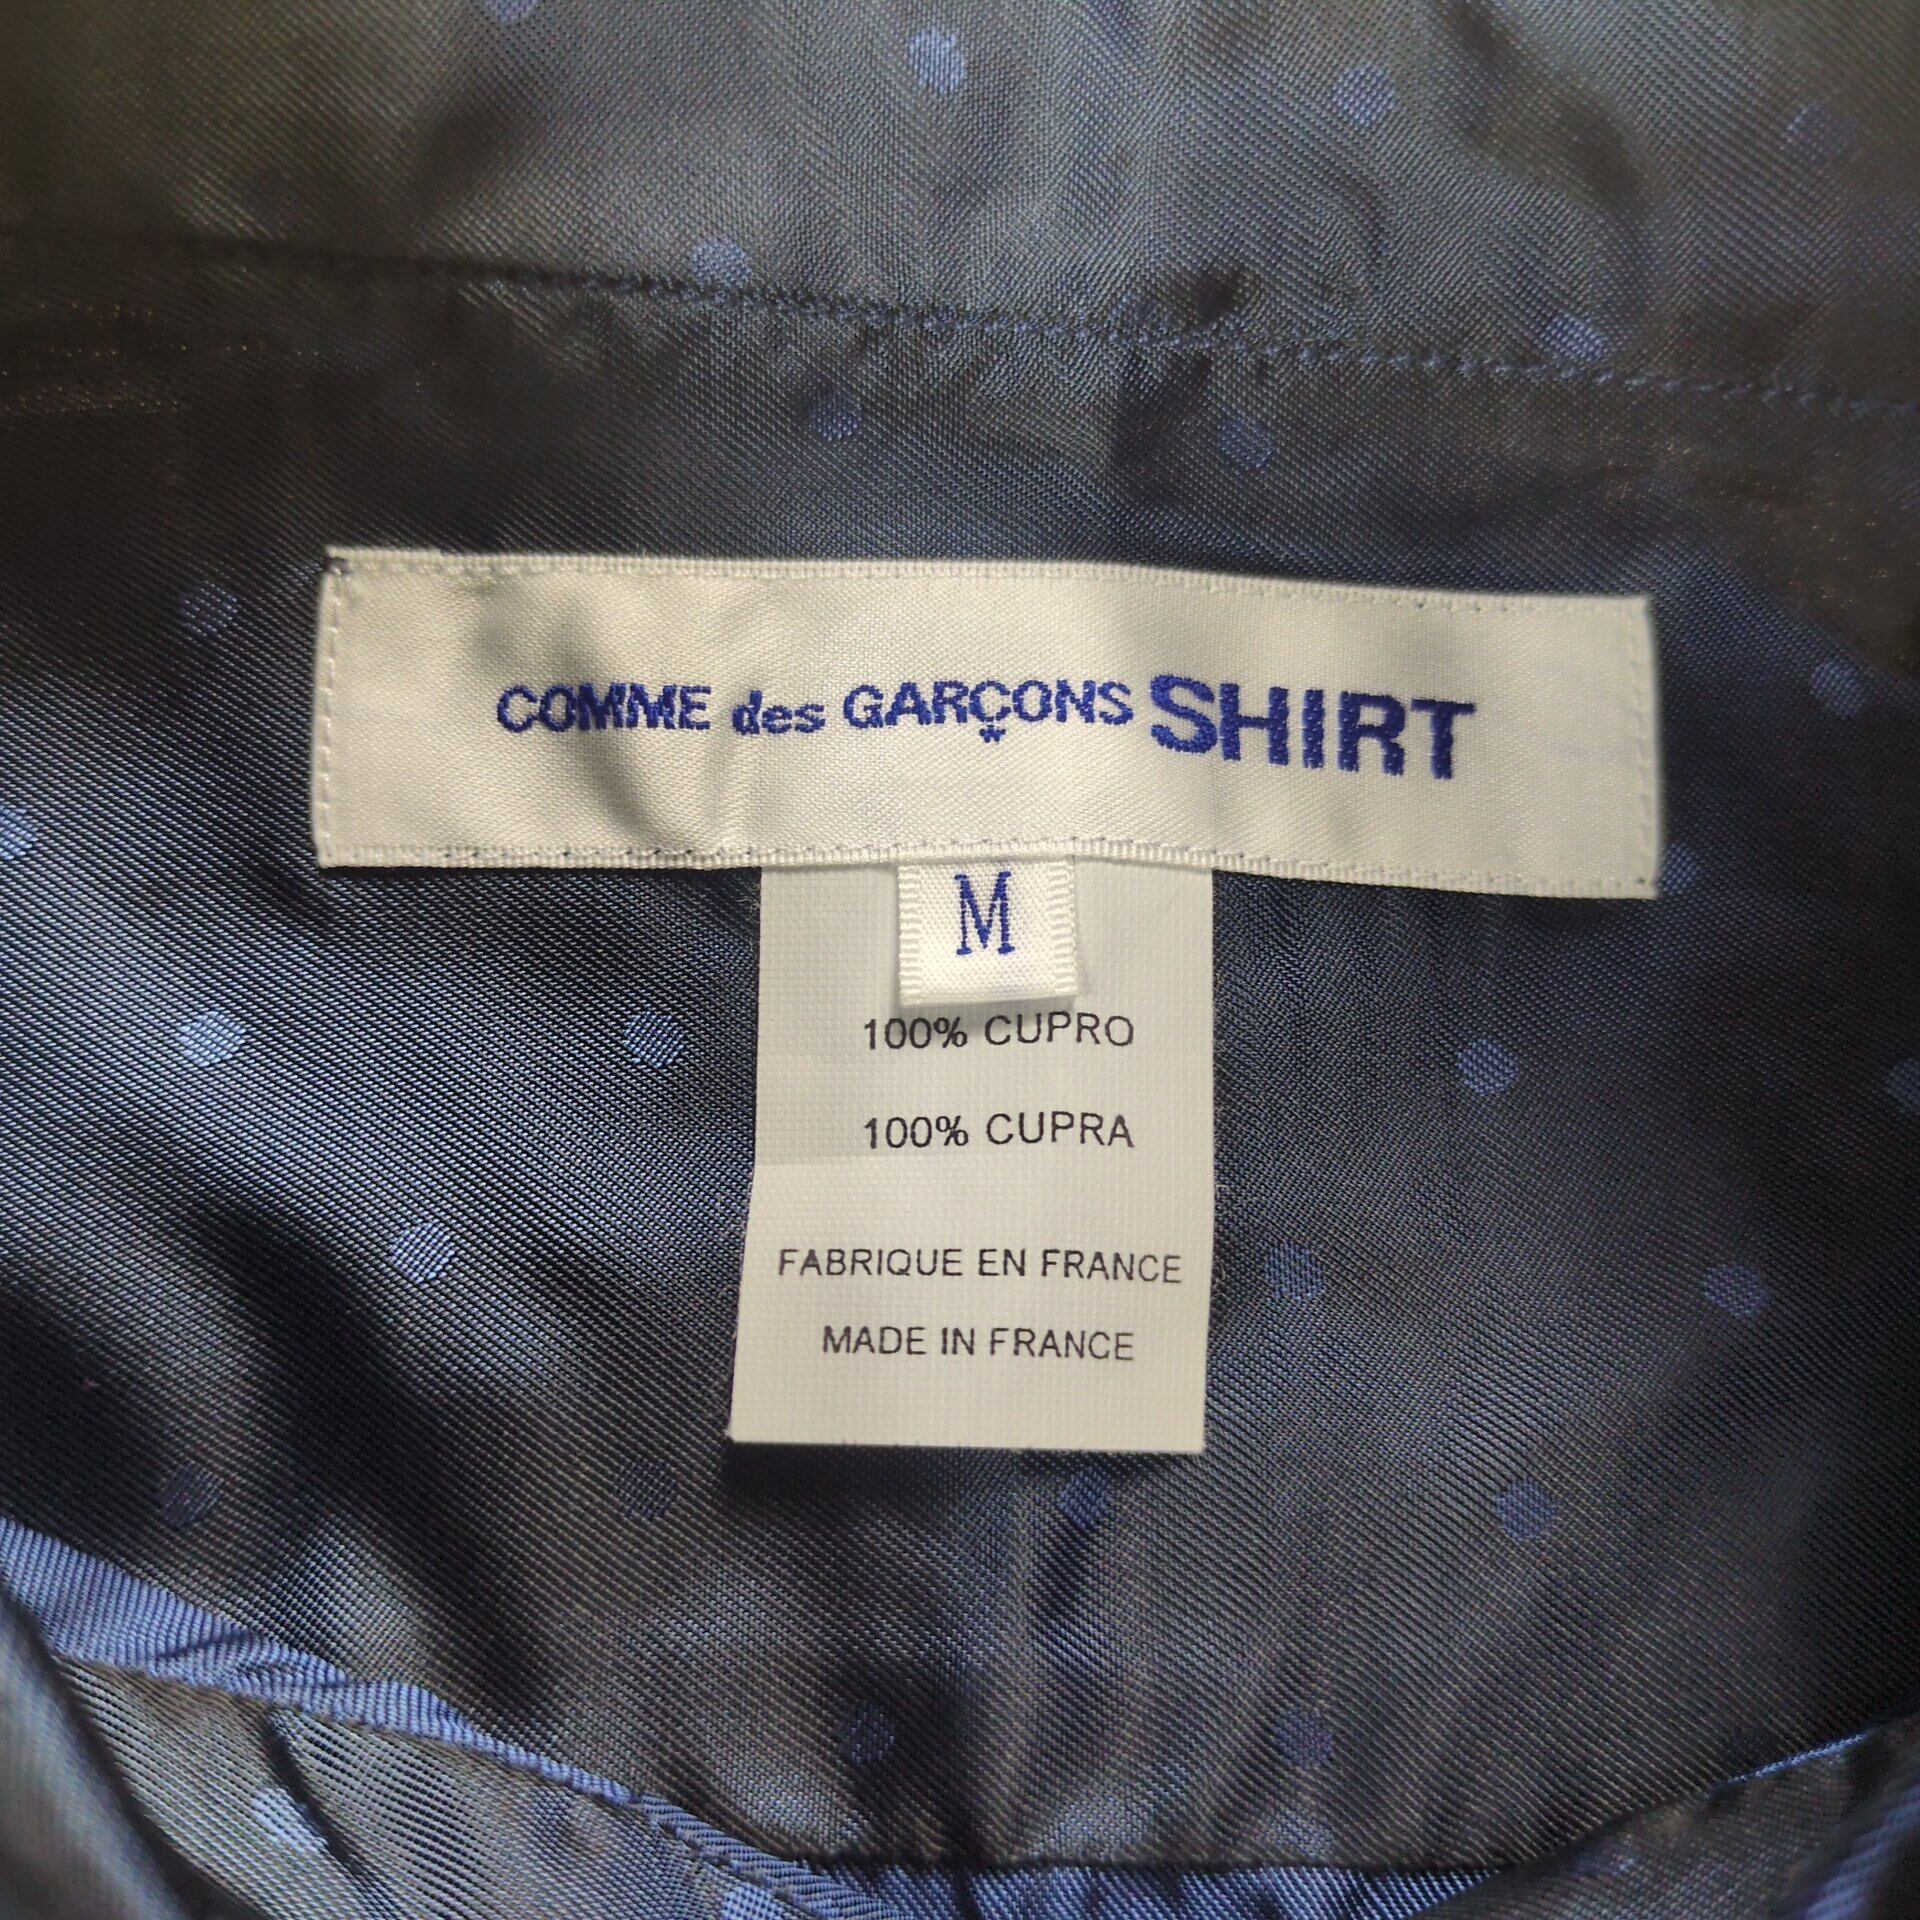 COMME des GARÇONS SHIRT
*
M
100% CUPRO
100% CUPRA
FABRIQUE EN FRANCE
MADE IN FRANCE